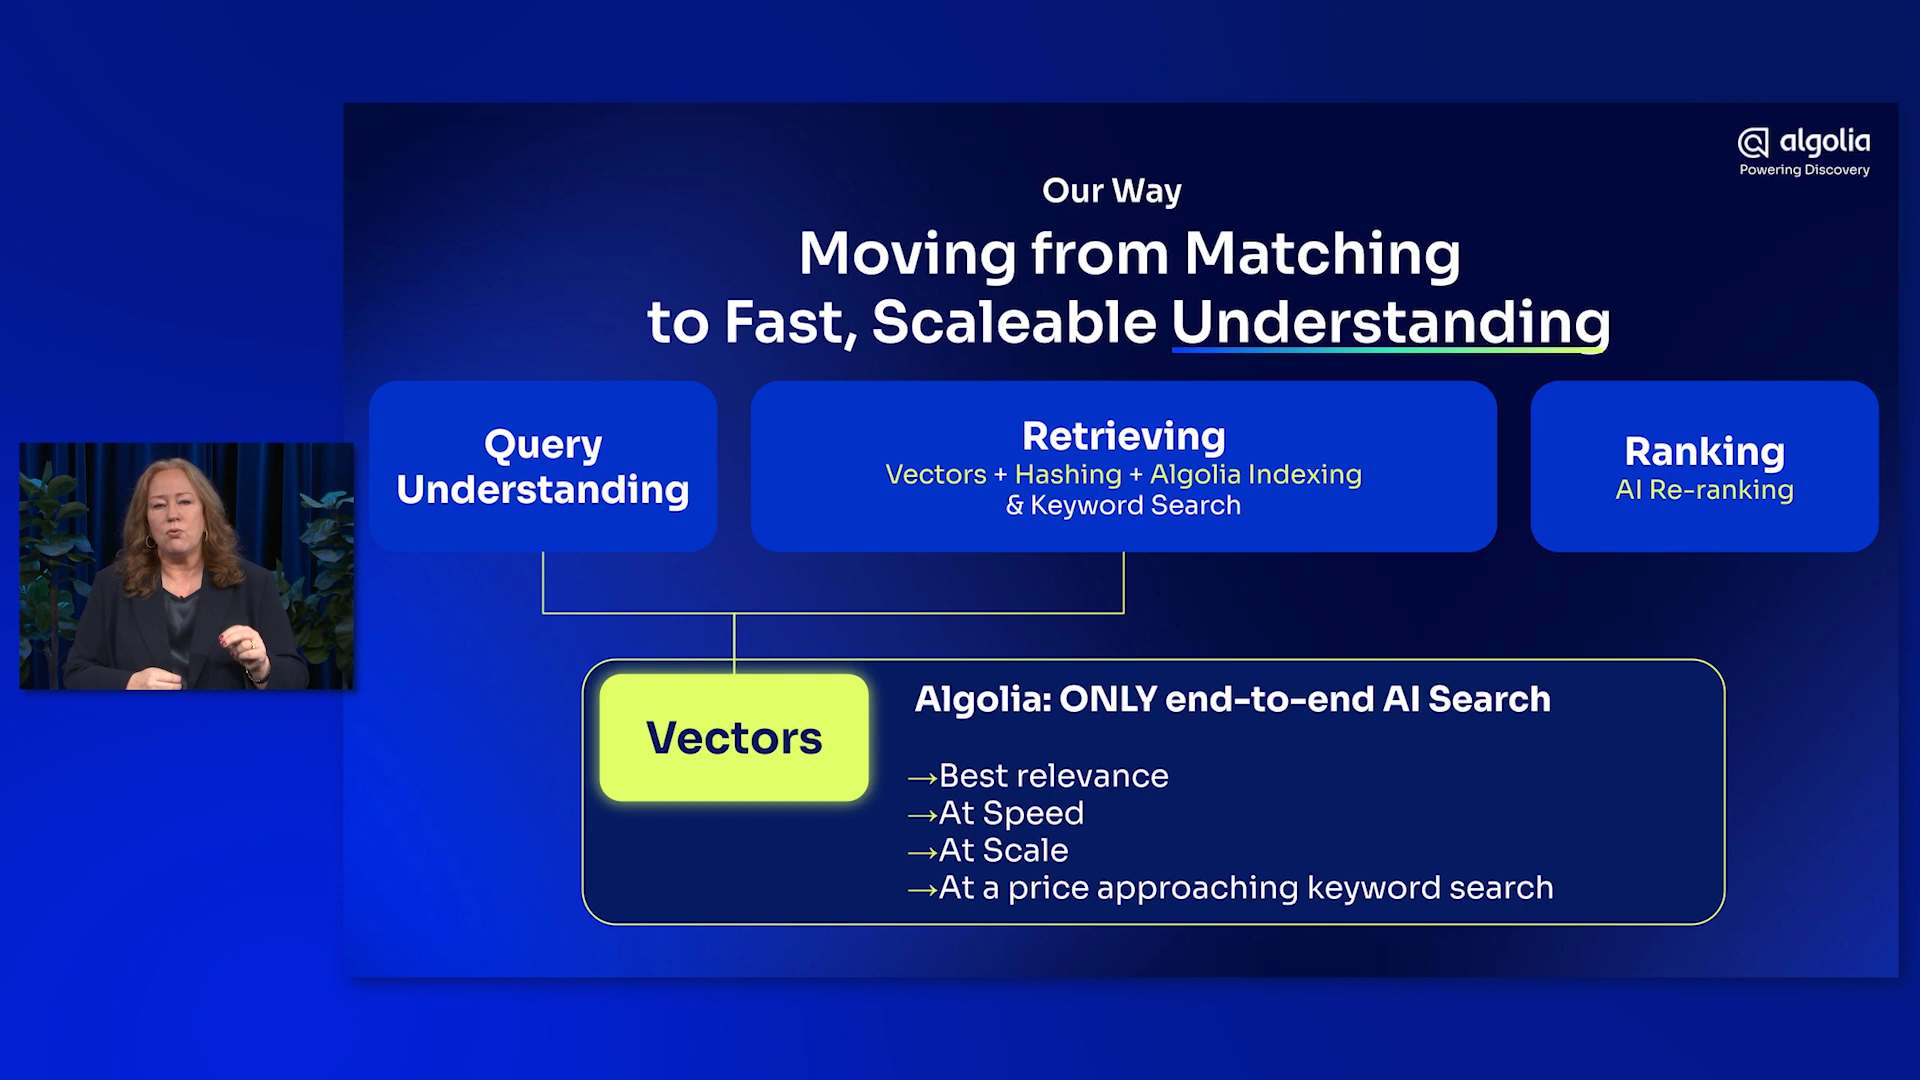 algolia
Powering Discovery
Our Way
Moving from Matching
to Fast, Scaleable Understanding
Query
Understanding
Retrieving
Vectors + Hashing + Algolia Indexing
& Keyword Search
Ranking
AI Re-ranking
Vectors
Algolia: ONLY end-to-end AI Search
→Best relevance
→At Speed
→At Scale
→At a price approaching keyword search